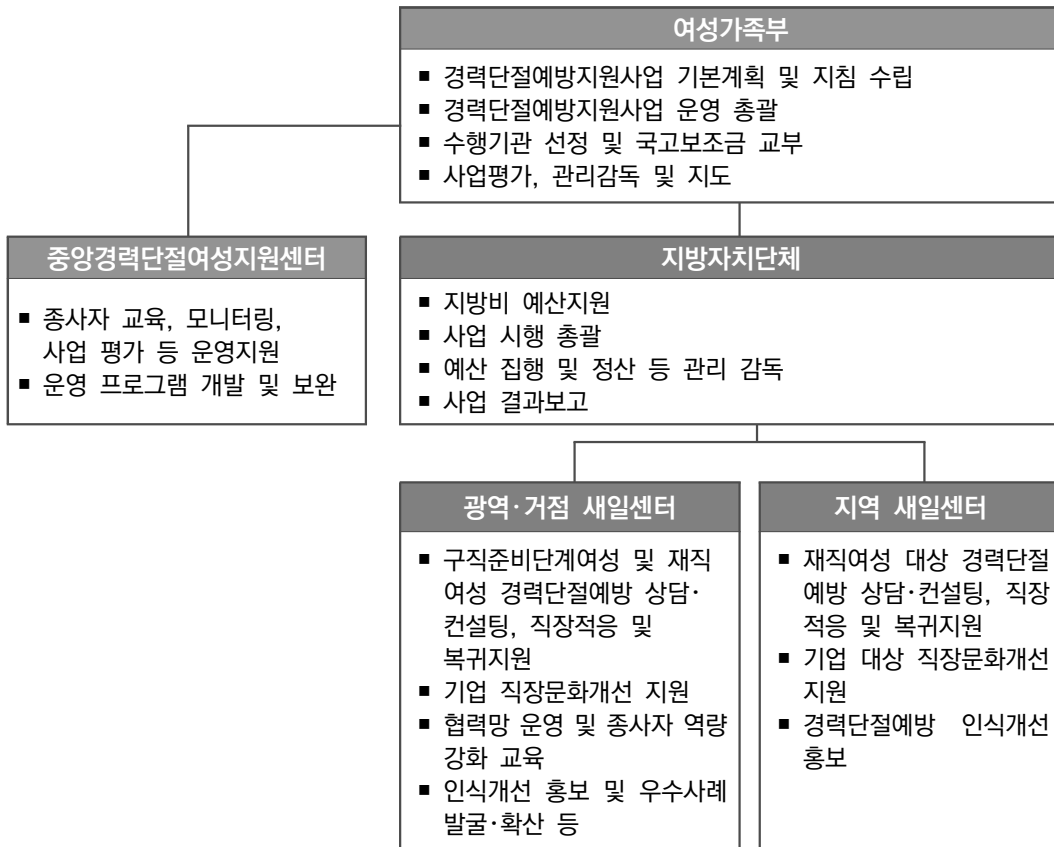 여성가족부
■ 경력단절예방지원사업 기본계획 및 지침 수립
■ 경력단절예방지원사업 운영 총괄
■ 수행기관 선정 및 국고보조금 교부
■ 사업평가, 관리감독 및 지도
중앙경력단절여성지원센터
■ 종사자 교육, 모니터링,
사업 평가 등 운영지원
■ 운영 프로그램 개발 및 보완
지방자치단체
■ 지방비 예산지원
■ 사업 시행 총괄
■ 예산 집행 및 정산 등 관리 감독
■ 사업 결과보고
광역·거점 새일센터
■ 구직준비단계여성 및 재직
여성 경력단절예방 상담·
컨설팅, 직장적응 및
복귀지원
■ 기업 직장문화개선 지원
■ 협력망 운영 및 종사자 역량
강화 교육
■ 인식개선 홍보 및 우수사례
발굴·확산 등
지역 새일센터
■ 재직여성 대상 경력단절
예방 상담·컨설팅, 직장
적응 및 복귀지원
■ 기업 대상 직장문화개선
지원
■ 경력단절예방 인식개선
홍보